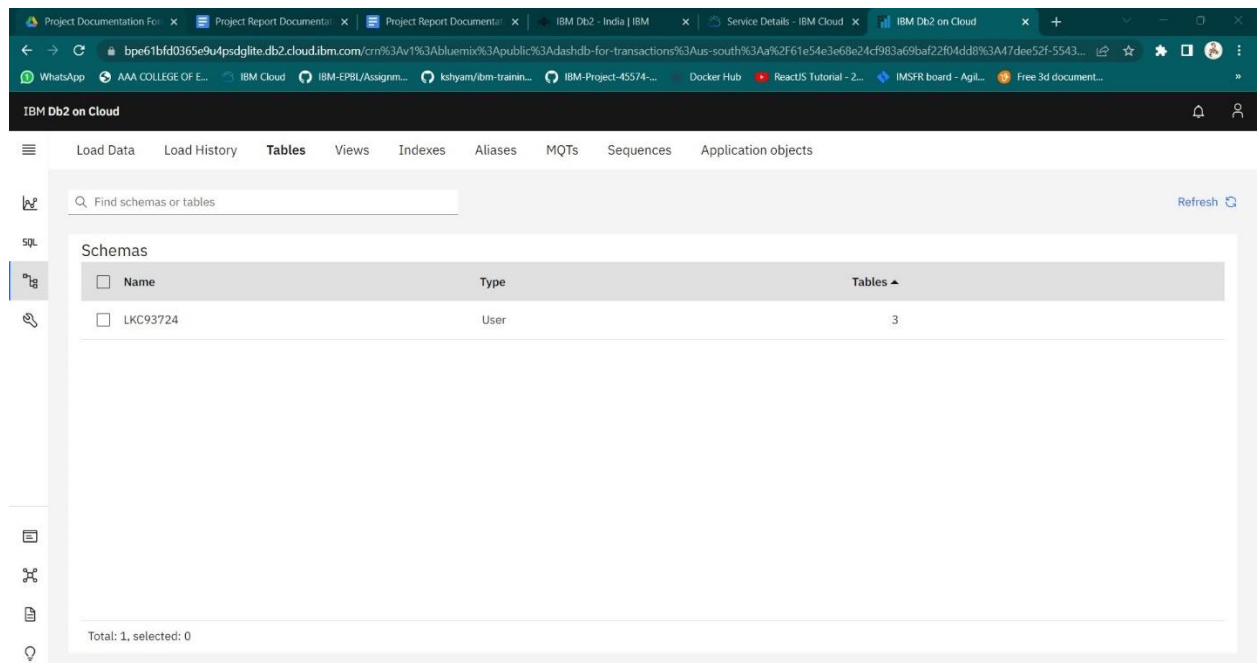 Project Documentation For Project Report Documentat Project Report Documentat IBM Db2 - India | IBM Service Details - IBM Cloud IBM Db2 on Cloud
bpe61bfd0365e9u4psdglite.db2.cloud.ibm.com/crn%3Av1%3Abluemix%3Apublic%3Adashdb-for-transactions%3Aus-south%3Aa%2F61e54e3e68e24cf983a69baf22f04dd8%3A47dee52f-5543...
WhatsApp AAA COLLEGE OF E... IBM Cloud IBM-EPBL/Assignm... kshyam/ibm-trainin... IBM-Project-45574-... Docker Hub ReactJS Tutorial - 2... IMSFR board - Agil... Free 3d document... »
IBM Db2 on Cloud
Load Data Load History Tables Views Indexes Aliases MQTs Sequences Application objects
Find schemas or tables Refresh
SQL
Schemas
Name Type Tables
LKC93724 User 3
Total: 1, selected: 0